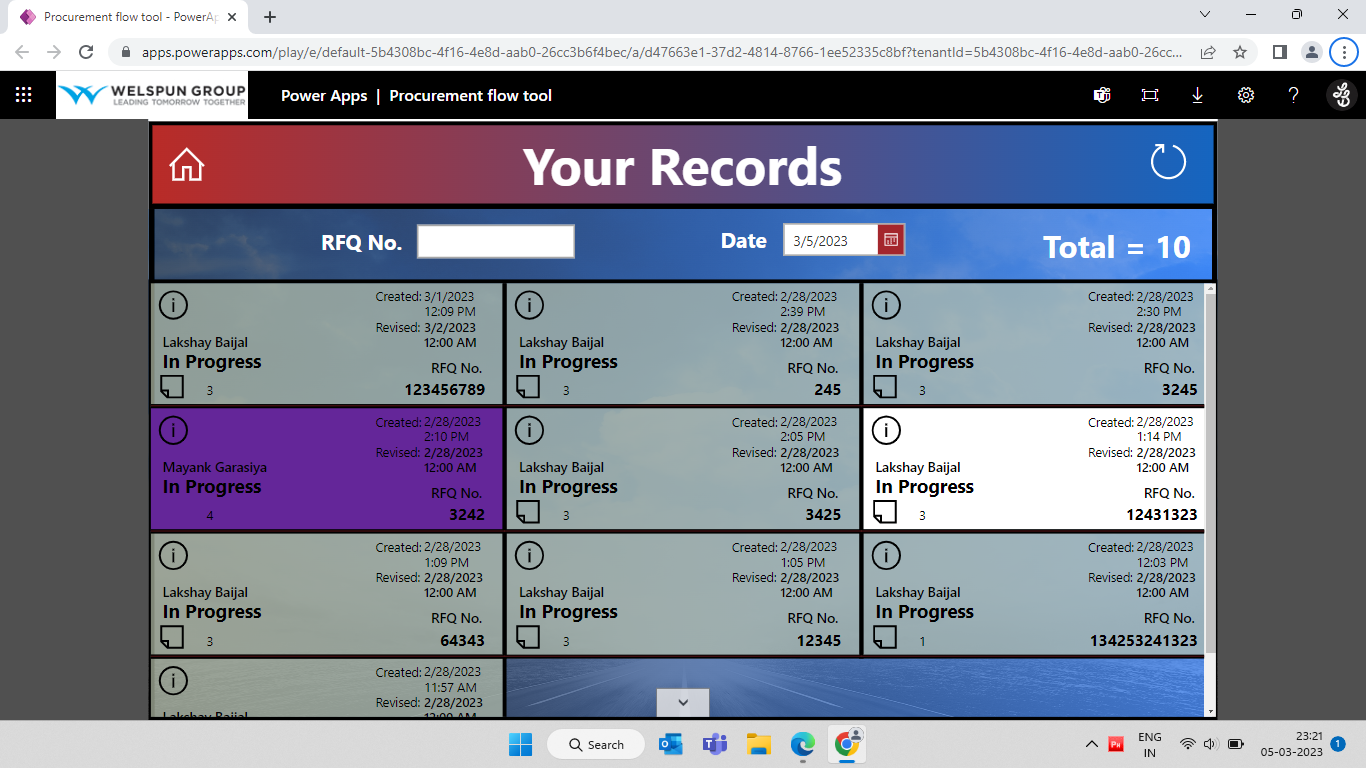 Procurement flow tool - PowerAp
apps.powerapps.com/play/e/default-5b4308bc-4f16-4e8d-aab0-26cc3b6f4bec/a/d47663e1-37d2-4814-8766-1ee52335c8bf?tenantId=5b4308bc-4f16-4e8d-aab0-26cc...
WELSPUN GROUP
LEADING TOMORROW TOGETHER
Power Apps | Procurement flow tool
Your Records
RFQ No.
Date
3/5/2023
Total = 10
Created: 3/1/2023
12:09 PM
Revised: 3/2/2023
12:00 AM
Lakshay Baijal
In Progress
RFQ No.
3
123456789
Created: 2/28/2023
2:39 PM
Revised: 2/28/2023
12:00 AM
Lakshay Baijal
In Progress
RFQ No.
3
245
Created: 2/28/2023
2:30 PM
Revised: 2/28/2023
12:00 AM
Lakshay Baijal
In Progress
RFQ No.
3
3245
Created: 2/28/2023
2:10 PM
Revised: 2/28/2023
12:00 AM
Mayank Garasiya
In Progress
RFQ No.
4
3242
Created: 2/28/2023
2:05 PM
Revised: 2/28/2023
12:00 AM
Lakshay Baijal
In Progress
RFQ No.
3
3425
Created: 2/28/2023
1:14 PM
Revised: 2/28/2023
12:00 AM
Lakshay Baijal
In Progress
RFQ No.
3
12431323
Created: 2/28/2023
1:09 PM
Revised: 2/28/2023
12:00 AM
Lakshay Baijal
In Progress
RFQ No.
3
64343
Created: 2/28/2023
1:05 PM
Revised: 2/28/2023
12:00 AM
Lakshay Baijal
In Progress
RFQ No.
3
12345
Created: 2/28/2023
12:03 PM
Revised: 2/28/2023
12:00 AM
Lakshay Baijal
In Progress
RFQ No.
1
134253241323
Created: 2/28/2023
11:57 AM
Revised: 2/28/2023
12:00 AM
Lakshay Baijal
Search
ENG
IN
23:21
05-03-2023
1